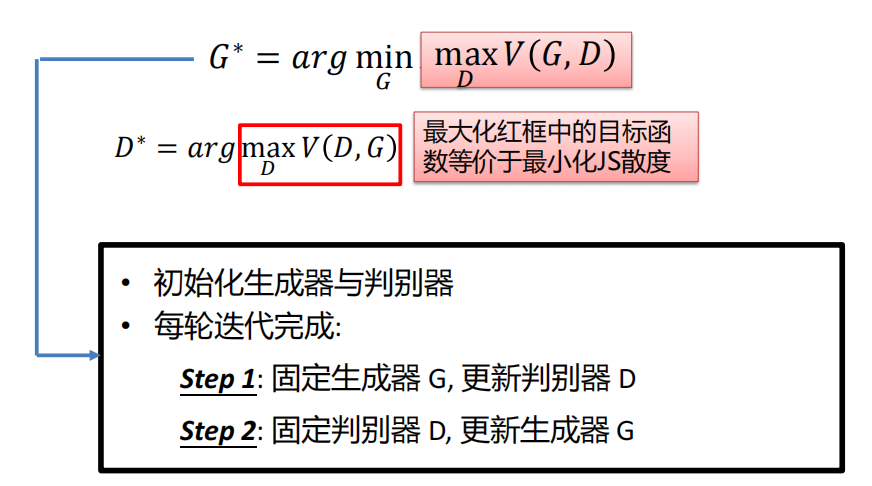 G* = arg min_G max_D V(G, D)
D* = arg max_D V(D, G)
最大化红框中的目标函
数等价于最小化JS散度
• 初始化生成器与判别器
• 每轮迭代完成:
Step 1: 固定生成器 G, 更新判别器 D
Step 2: 固定判别器 D, 更新生成器 G